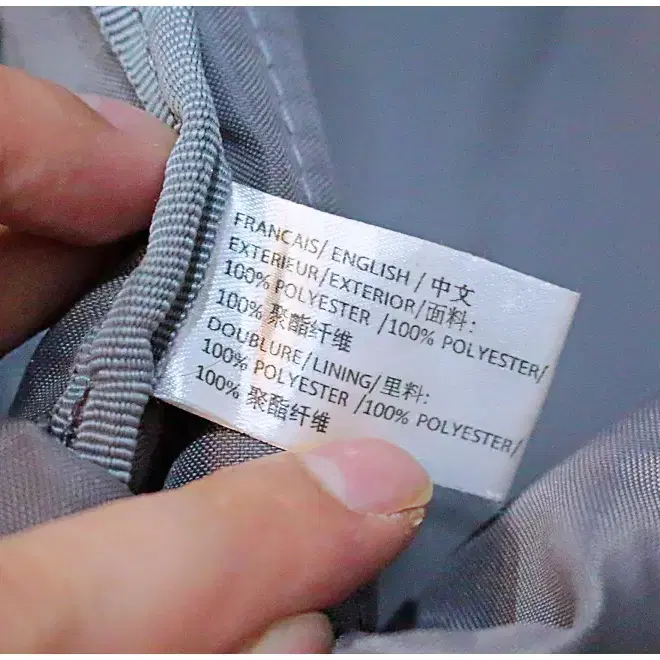 FRANCAIS/ ENGLISH / 中文
EXTERIEUR/EXTERIOR/面料:
100% POLYESTER /100% POLYESTER/
100% 聚酯纤维
DOUBLURE/LINING/里料:
100% POLYESTER /100% POLYESTER/
100% 聚酯纤维